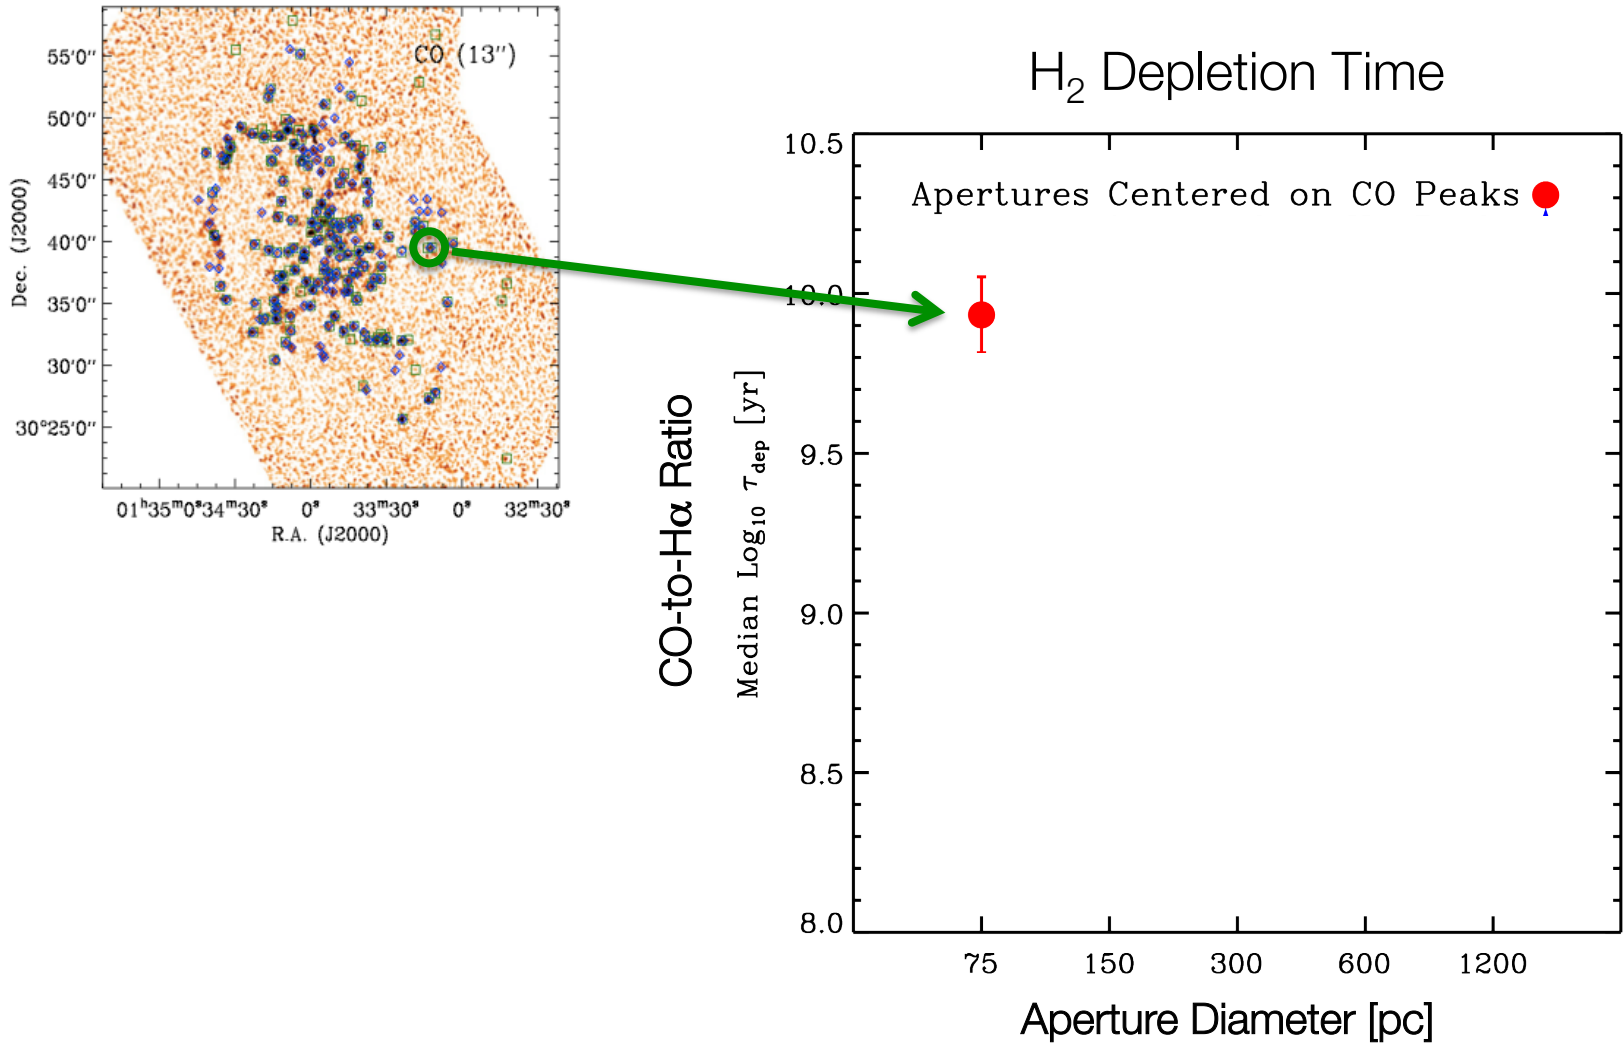 CO (13″)
55′0″
50′0″
45′0″
40′0″
35′0″
30′0″
30°25′0″
Dec. (J2000)
01ʰ35ᵐ0ˢ34ᵐ30ˢ 0ˢ 33ᵐ30ˢ 0ˢ 32ᵐ30ˢ
R.A. (J2000)
H₂ Depletion Time
Apertures Centered on CO Peaks
10.5
10.0
9.5
9.0
8.5
8.0
CO-to-Hα Ratio
Median Log₁₀ τdep [yr]
75 150 300 600 1200
Aperture Diameter [pc]